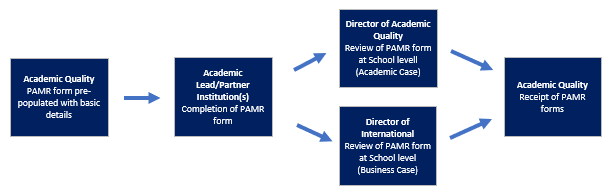 Academic Quality
PAMR form pre-
populated with basic
details
Academic
Lead/Partner
Institution(s)
Completion of PAMR
form
Director of Academic
Quality
Review of PAMR form
at School levell
(Academic Case)
Director of
International
Review of PAMR form
at School level
(Business Case)
Academic Quality
Receipt of PAMR
forms